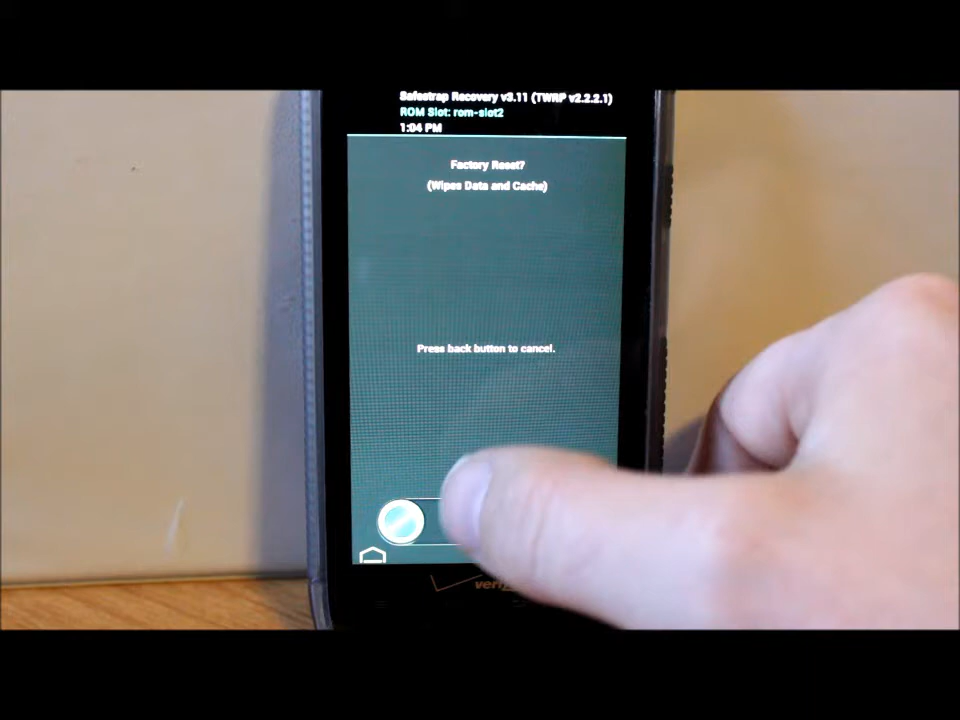 Safestrap Recovery v3.11 (TWRP v2.2.2.1)
ROM Slot: rom-slot2
1:04 PM
Factory Reset?
(Wipes Data and Cache)
Press back button to cancel.